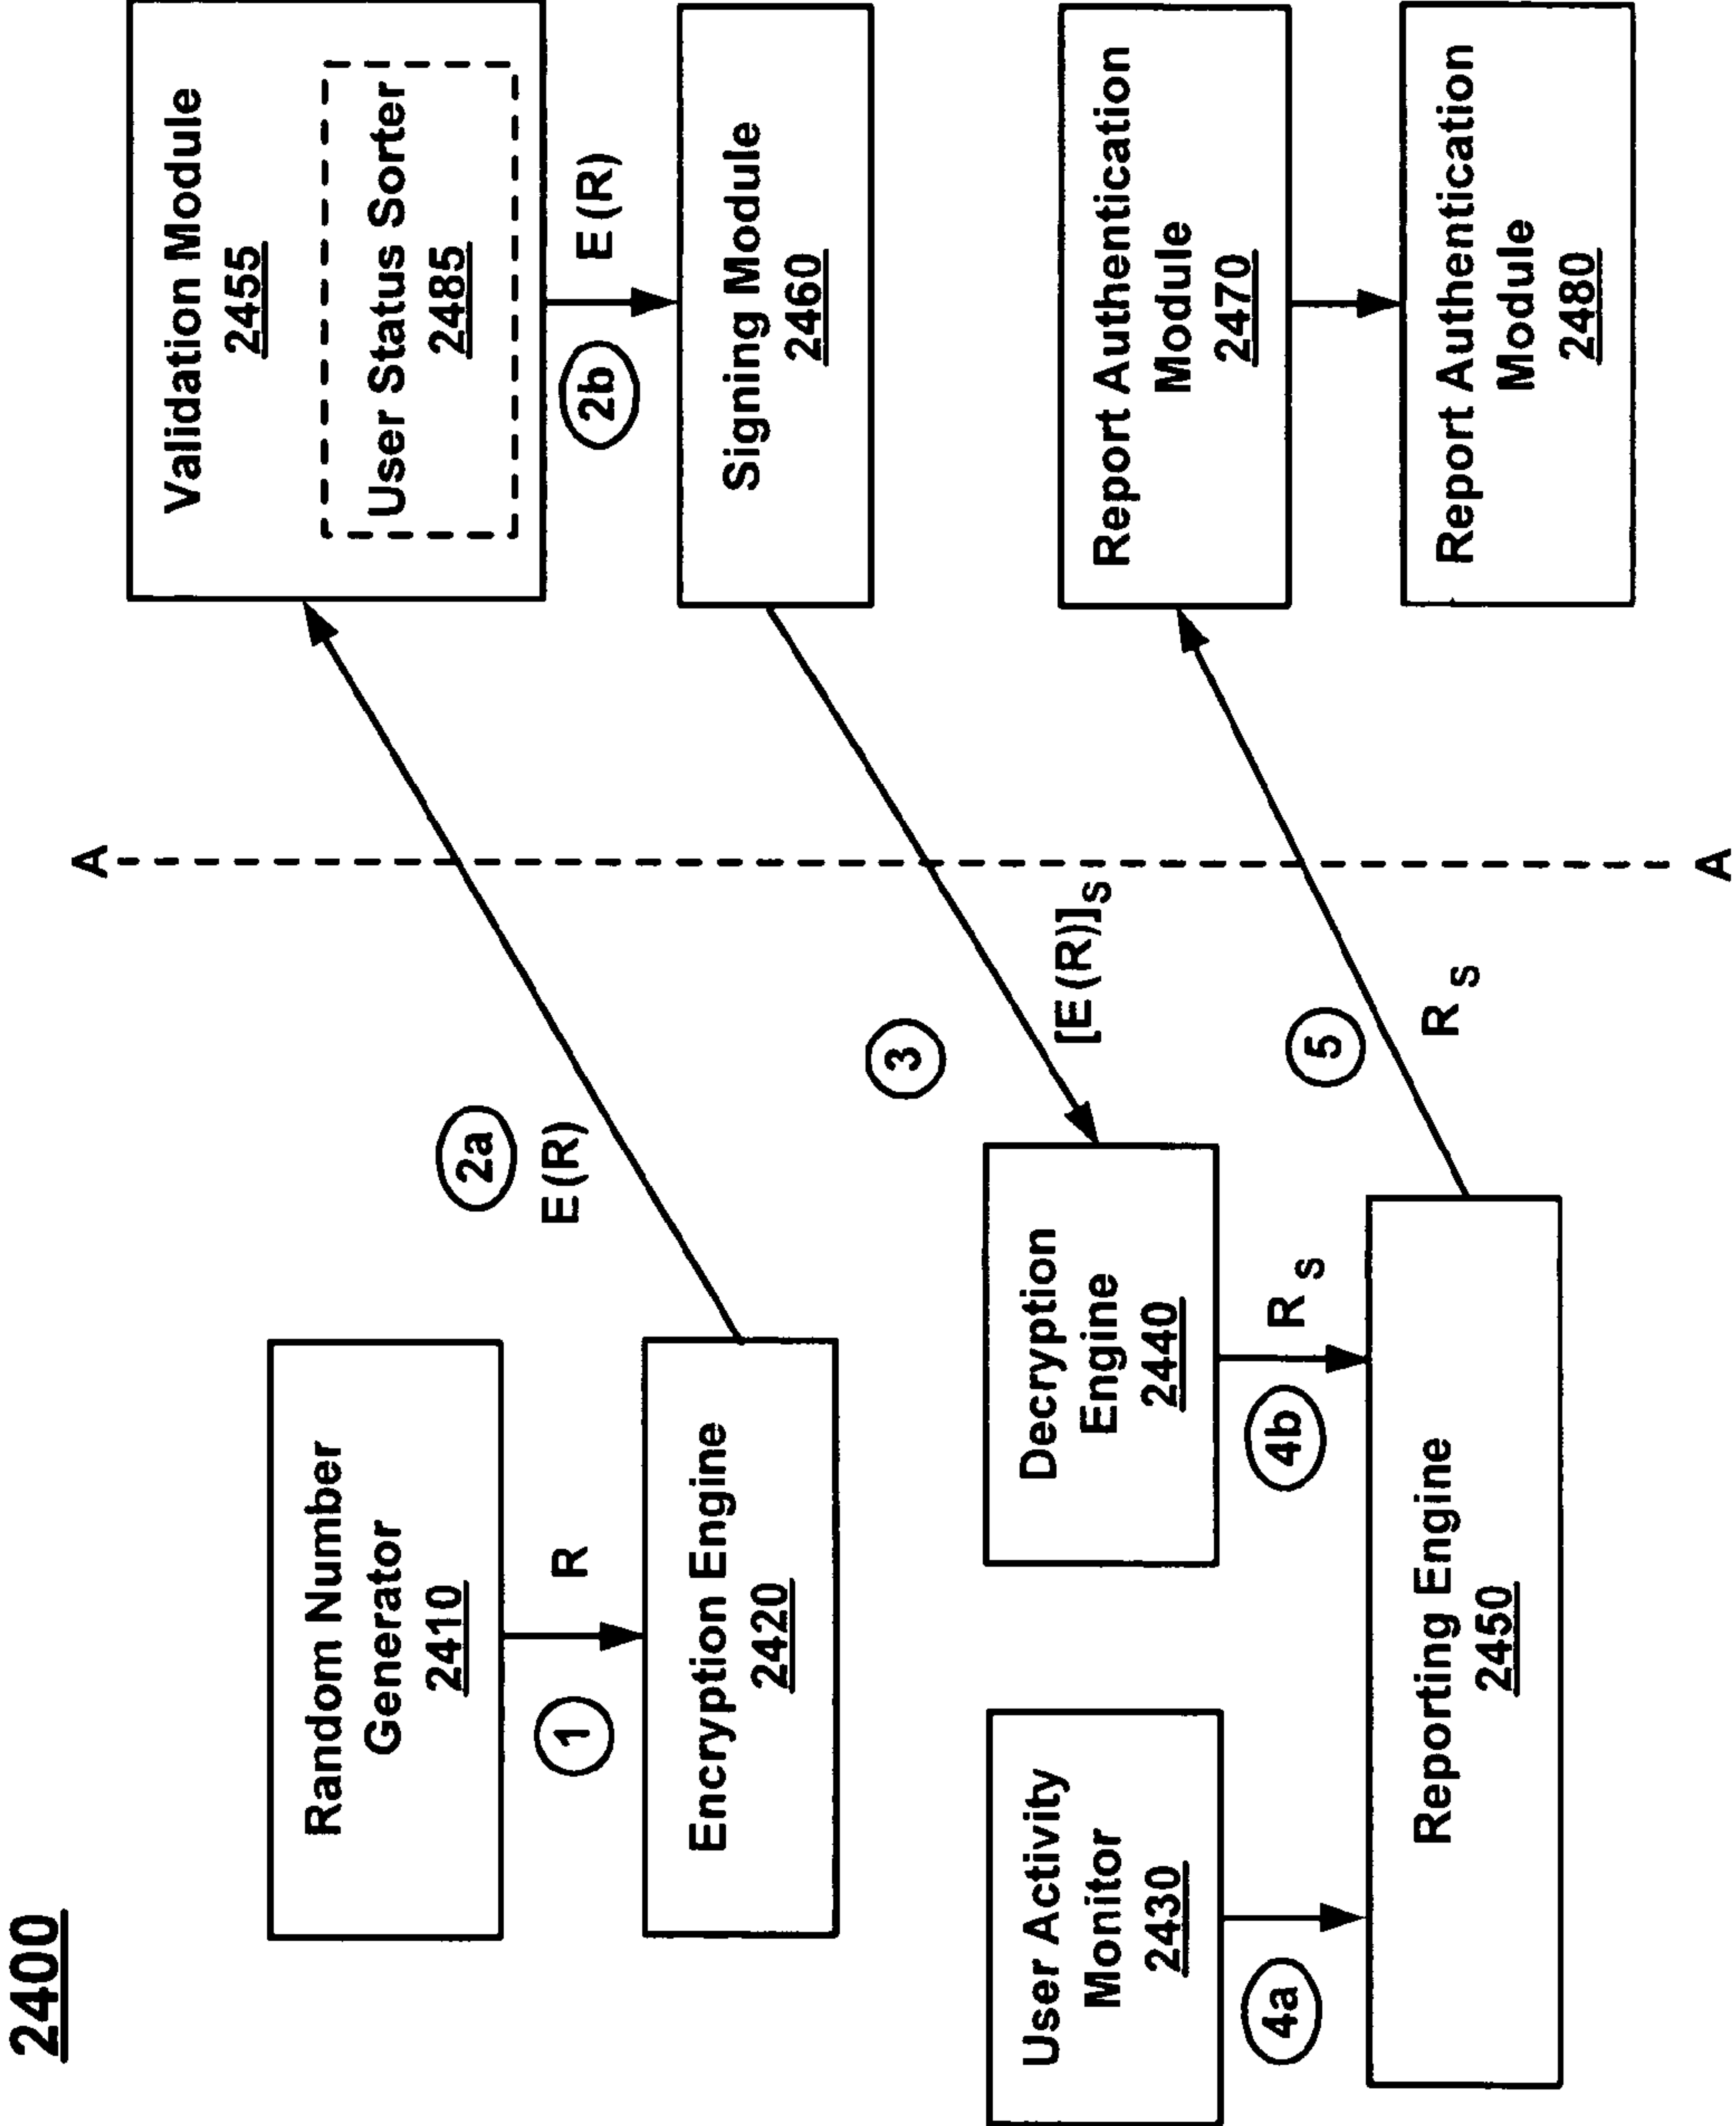 2400
A
Random Number
Generator
2410
1
R
Encryption Engine
2420
2a
E(R)
Validation Module
2455
User Status Sorter
2485
2b
E(R)
Signing Module
2460
3
[E(R)]S
User Activity
Monitor
2430
4a
Decryption
Engine
2440
4b
R S
Reporting Engine
2450
5
R S
Report Authentication
Module
2470
Report Authentication
Module
2480
A